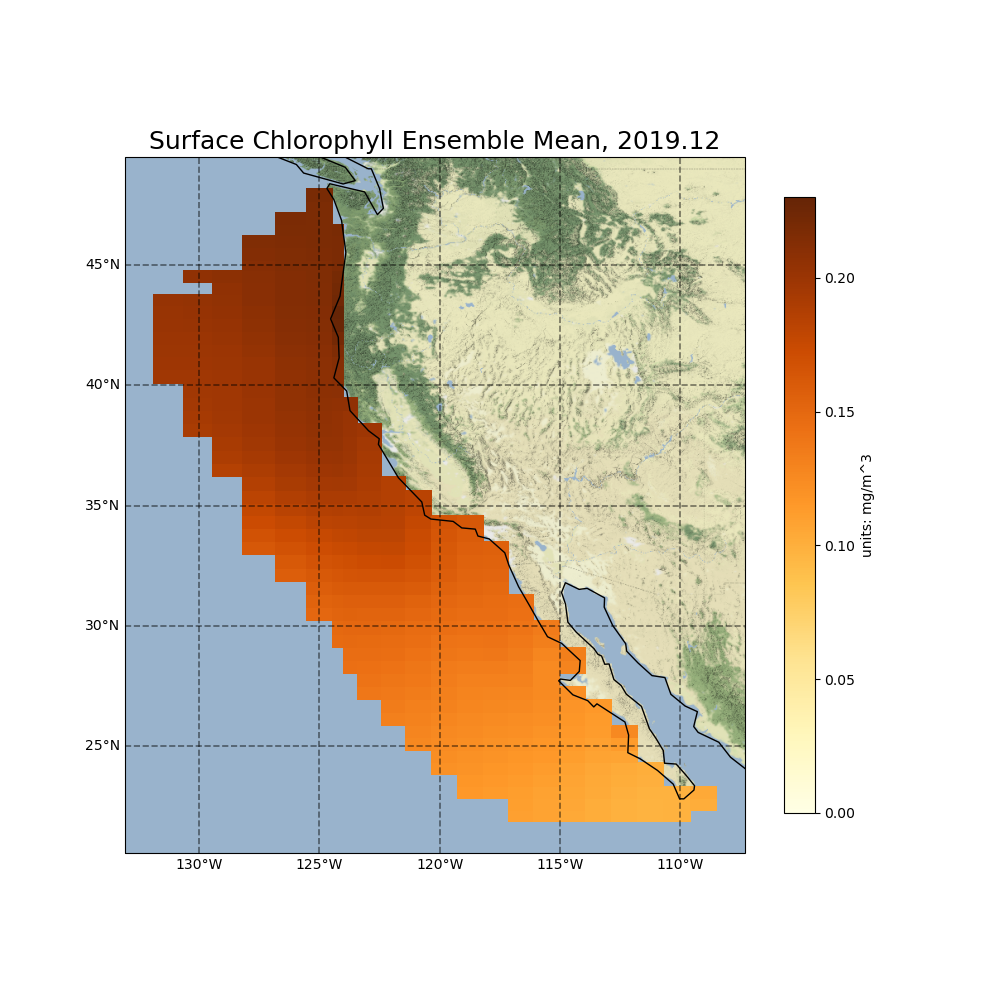 Surface Chlorophyll Ensemble Mean, 2019.12
45°N
40°N
35°N
30°N
25°N
130°W 125°W 120°W 115°W 110°W
0.20
0.15
0.10
0.05
0.00
units: mg/m^3